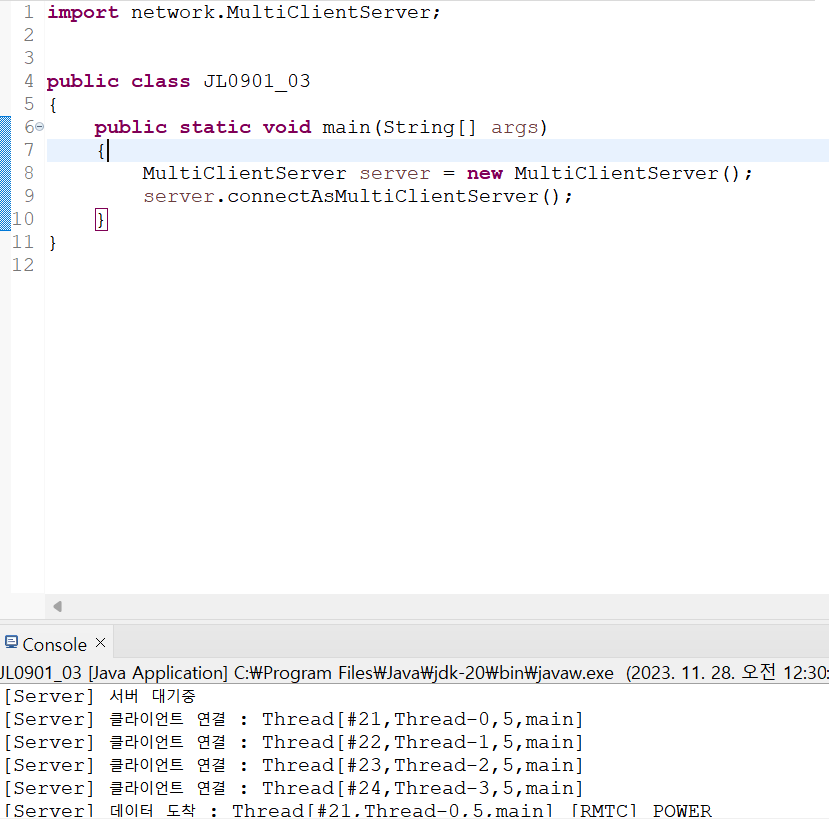 1 import network.MultiClientServer;
2
3
4 public class JL0901_03
5 {
6 public static void main(String[] args)
7 {
8 MultiClientServer server = new MultiClientServer();
9 server.connectAsMultiClientServer();
10 }
11 }
12
Console
JL0901_03 [Java Application] C:₩Program Files₩Java₩jdk-20₩bin₩javaw.exe (2023. 11. 28. 오전 12:30:
[Server] 서버 대기중
[Server] 클라이언트 연결 : Thread[#21,Thread-0,5,main]
[Server] 클라이언트 연결 : Thread[#22,Thread-1,5,main]
[Server] 클라이언트 연결 : Thread[#23,Thread-2,5,main]
[Server] 클라이언트 연결 : Thread[#24,Thread-3,5,main]
[Server] 데이터 도착 : Thread[#21,Thread-0,5,main] [RMTC] POWER